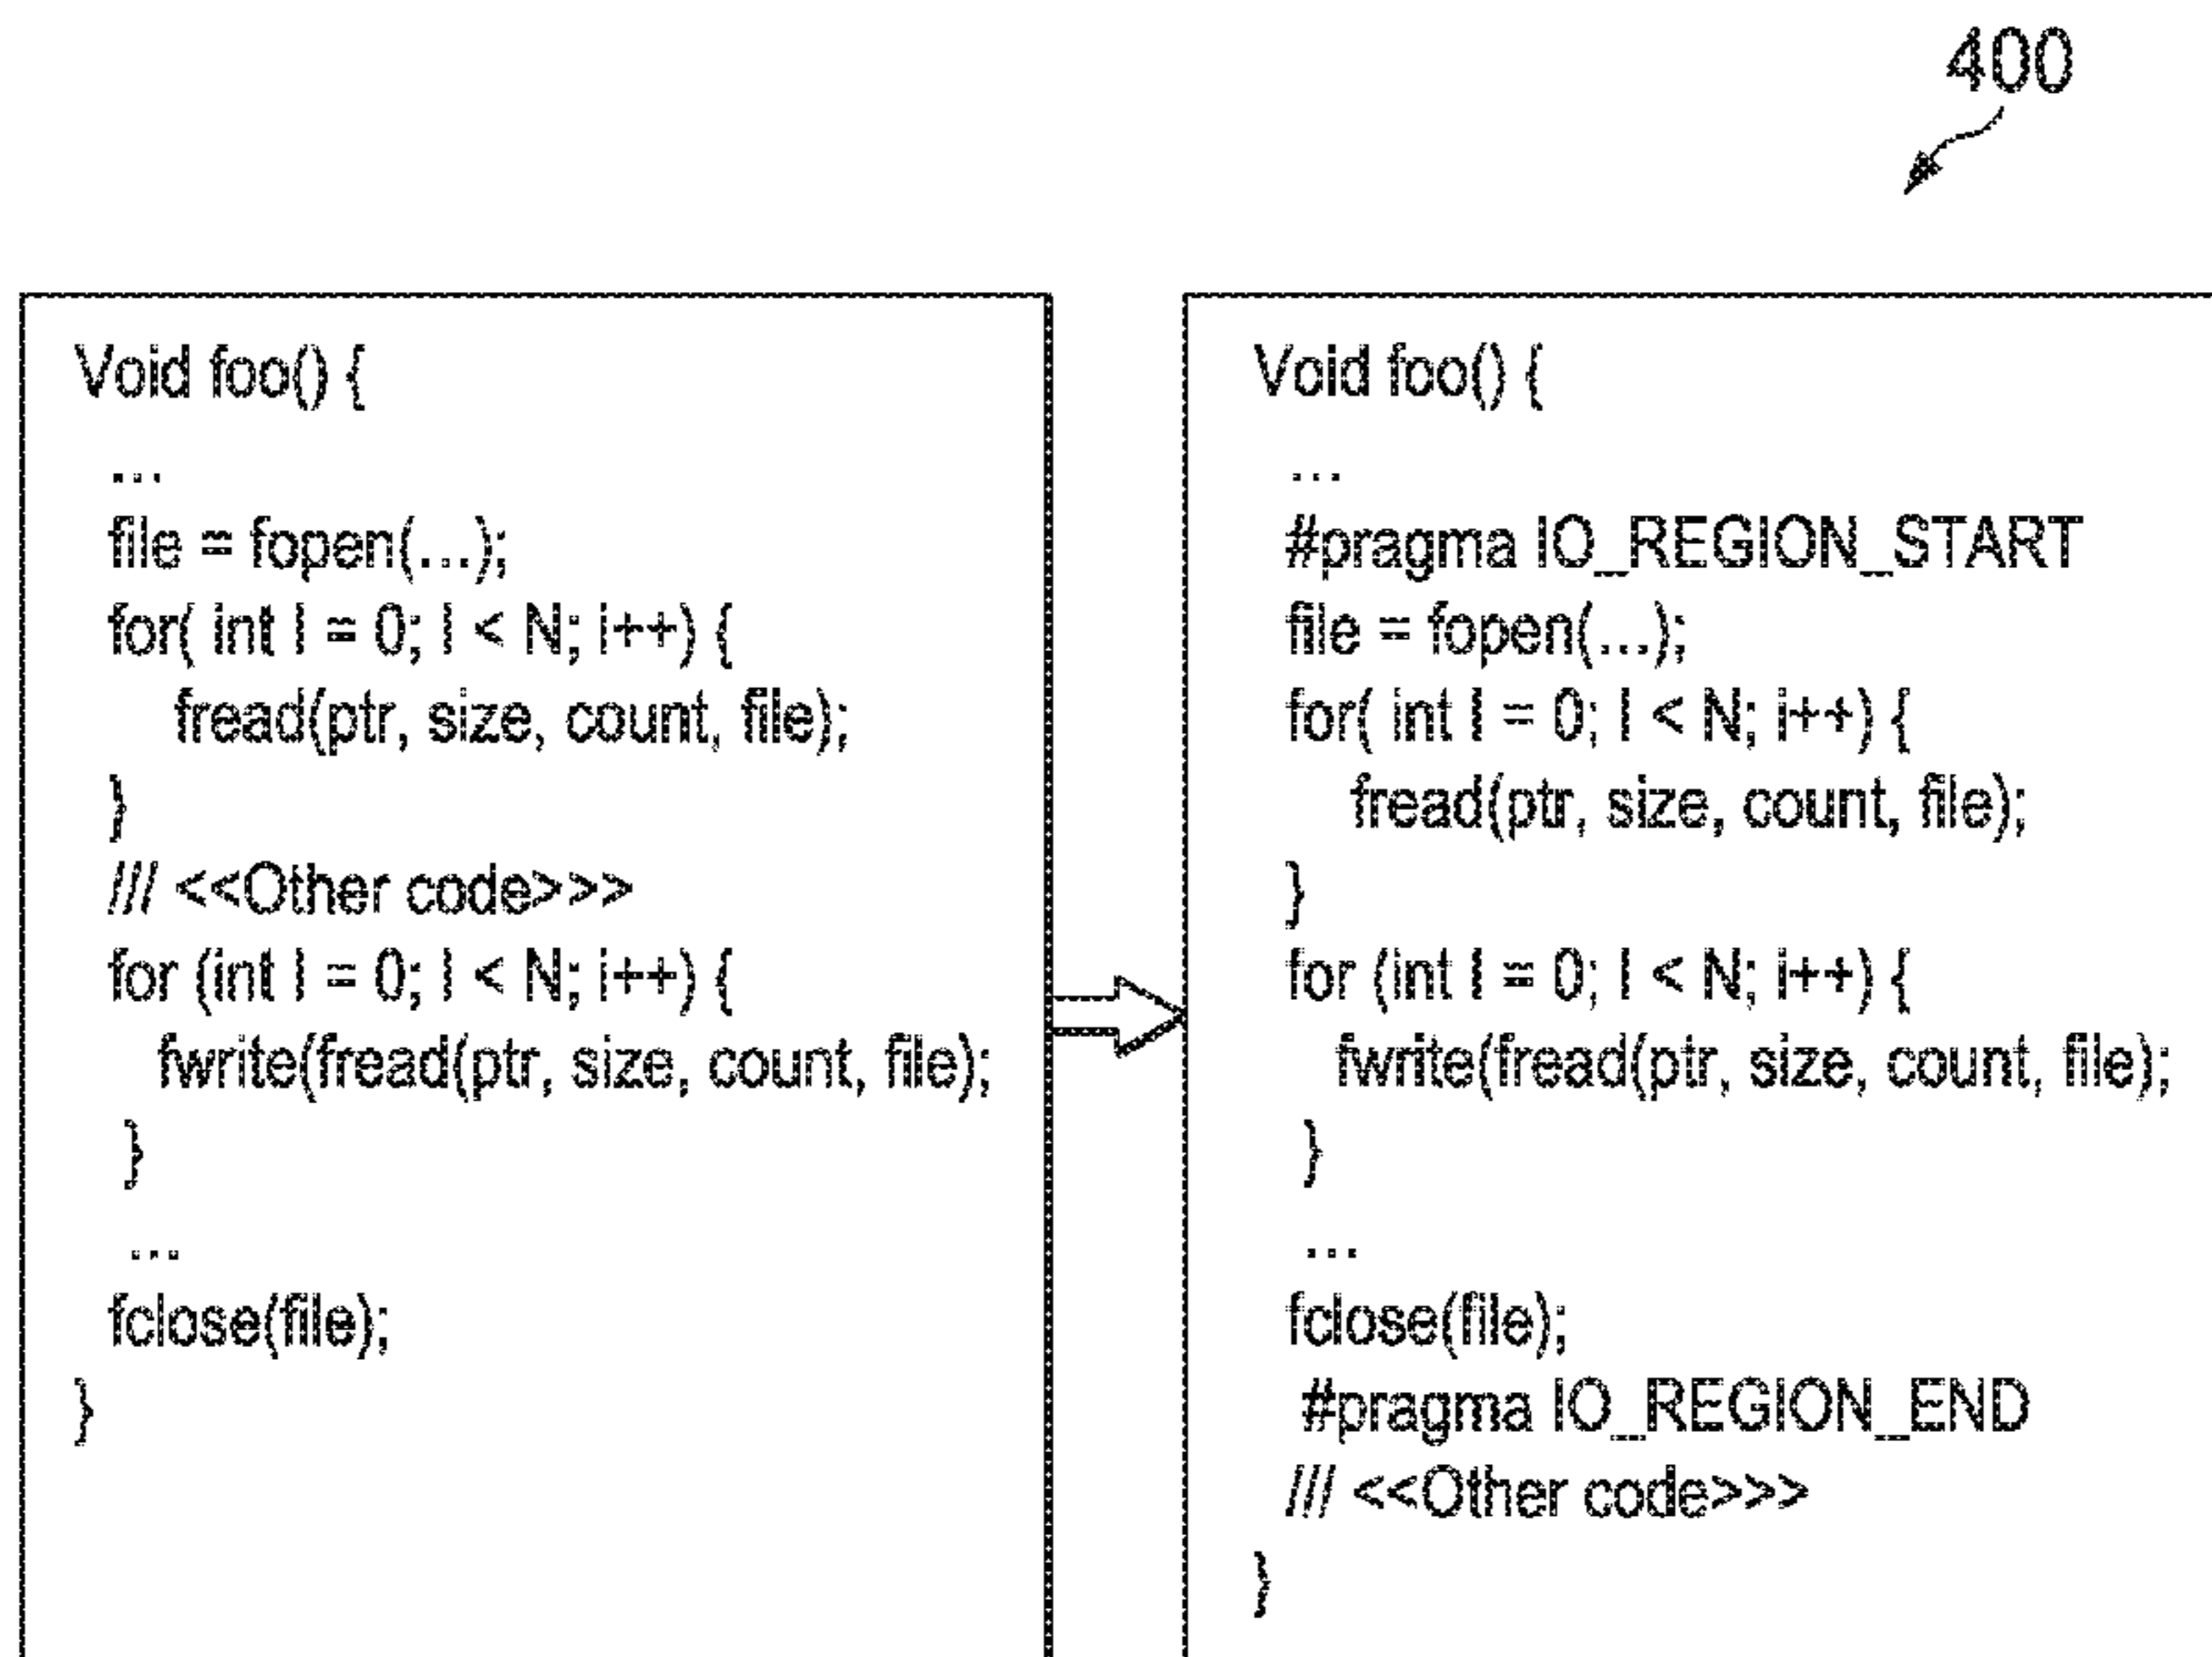 400
Void foo() {
...
file = fopen(...);
for( int I = 0; I < N; i++) {
fread(ptr, size, count, file);
}
/// <<Other code>>>
for (int I = 0; I < N; i++) {
fwrite(fread(ptr, size, count, file);
}
...
fclose(file);
}
Void foo() {
...
#pragma IO_REGION_START
file = fopen(...);
for( int I = 0; I < N; i++) {
fread(ptr, size, count, file);
}
for (int I = 0; I < N; i++) {
fwrite(fread(ptr, size, count, file);
}
...
fclose(file);
#pragma IO_REGION_END
/// <<Other code>>>
}